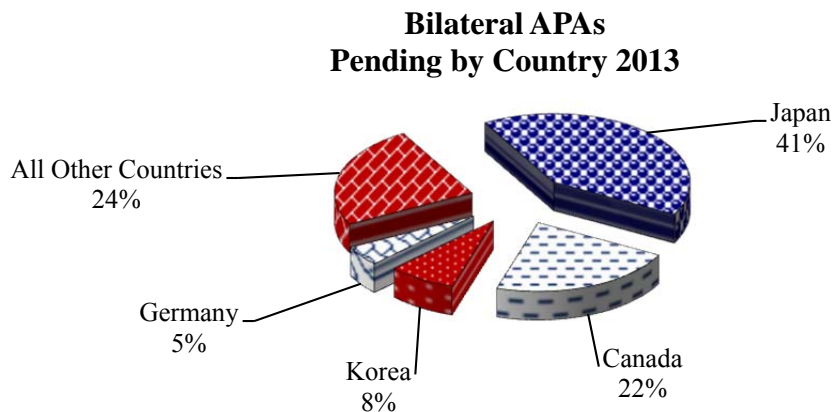 Bilateral APAs
Pending by Country 2013
Japan
41%
All Other Countries
24%
Germany
5%
Korea
8%
Canada
22%